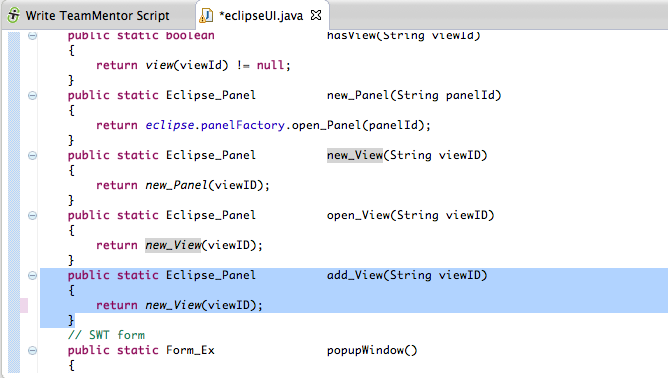 Write TeamMentor Script *eclipseUI.java
public static boolean hasView(String viewId)
{
return view(viewId) != null;
}
public static Eclipse_Panel new_Panel(String panelId)
{
return eclipse.panelFactory.open_Panel(panelId);
}
public static Eclipse_Panel new_View(String viewID)
{
return new_Panel(viewID);
}
public static Eclipse_Panel open_View(String viewID)
{
return new_View(viewID);
}
public static Eclipse_Panel add_View(String viewID)
{
return new_View(viewID);
}
// SWT form
public static Form_Ex popupWindow()
{